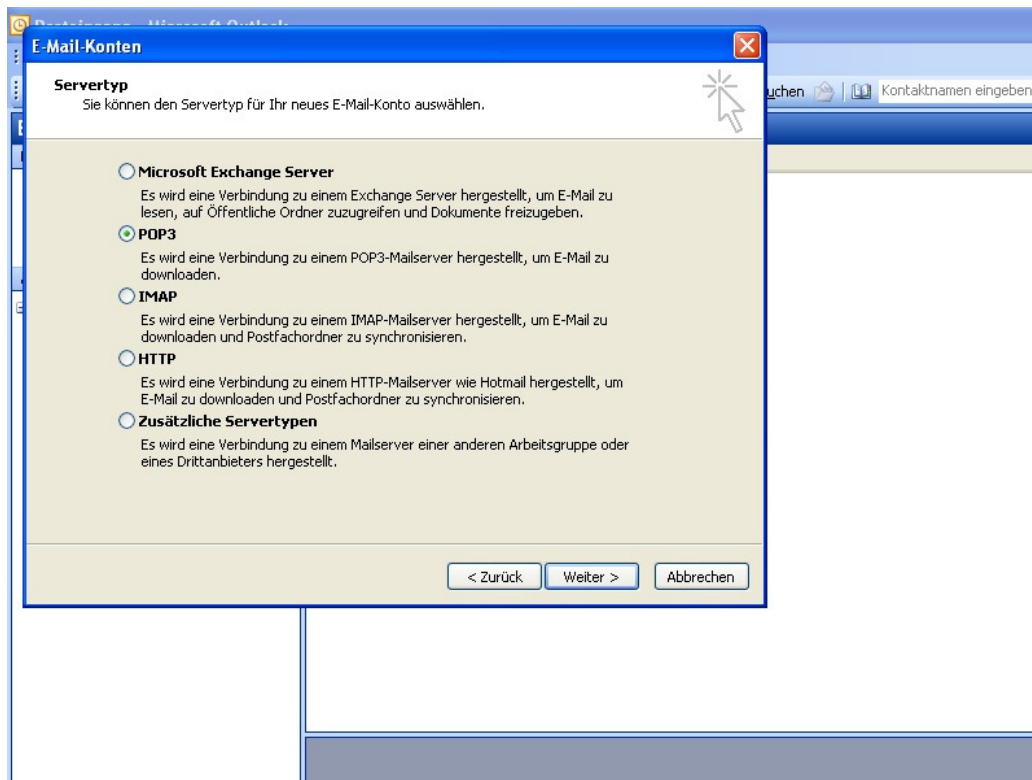 E-Mail-Konten
Servertyp
Sie können den Servertyp für Ihr neues E-Mail-Konto auswählen.
uchen
Kontaktnamen eingeben
Microsoft Exchange Server
Es wird eine Verbindung zu einem Exchange Server hergestellt, um E-Mail zu
lesen, auf Öffentliche Ordner zuzugreifen und Dokumente freizugeben.
POP3
Es wird eine Verbindung zu einem POP3-Mailserver hergestellt, um E-Mail zu
downloaden.
IMAP
Es wird eine Verbindung zu einem IMAP-Mailserver hergestellt, um E-Mail zu
downloaden und Postfachordner zu synchronisieren.
HTTP
Es wird eine Verbindung zu einem HTTP-Mailserver wie Hotmail hergestellt, um
E-Mail zu downloaden und Postfachordner zu synchronisieren.
Zusätzliche Servertypen
Es wird eine Verbindung zu einem Mailserver einer anderen Arbeitsgruppe oder
eines Drittanbieters hergestellt.
< Zurück
Weiter >
Abbrechen